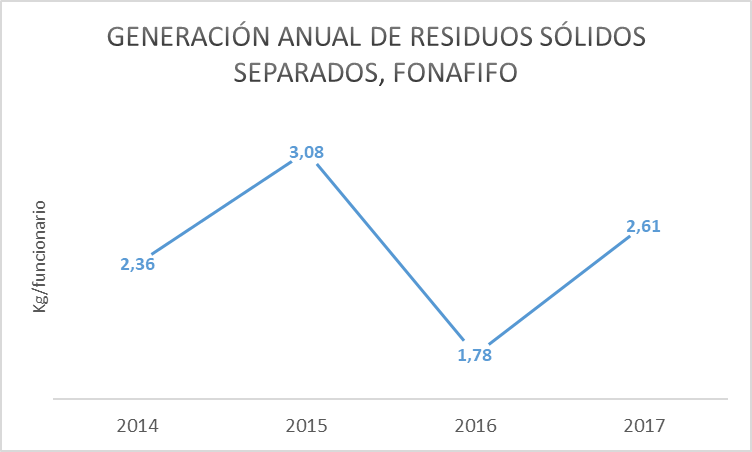 GENERACIÓN ANUAL DE RESIDUOS SÓLIDOS
SEPARADOS, FONAFIFO
Kg/funcionario
2,36
3,08
1,78
2,61
2014
2015
2016
2017